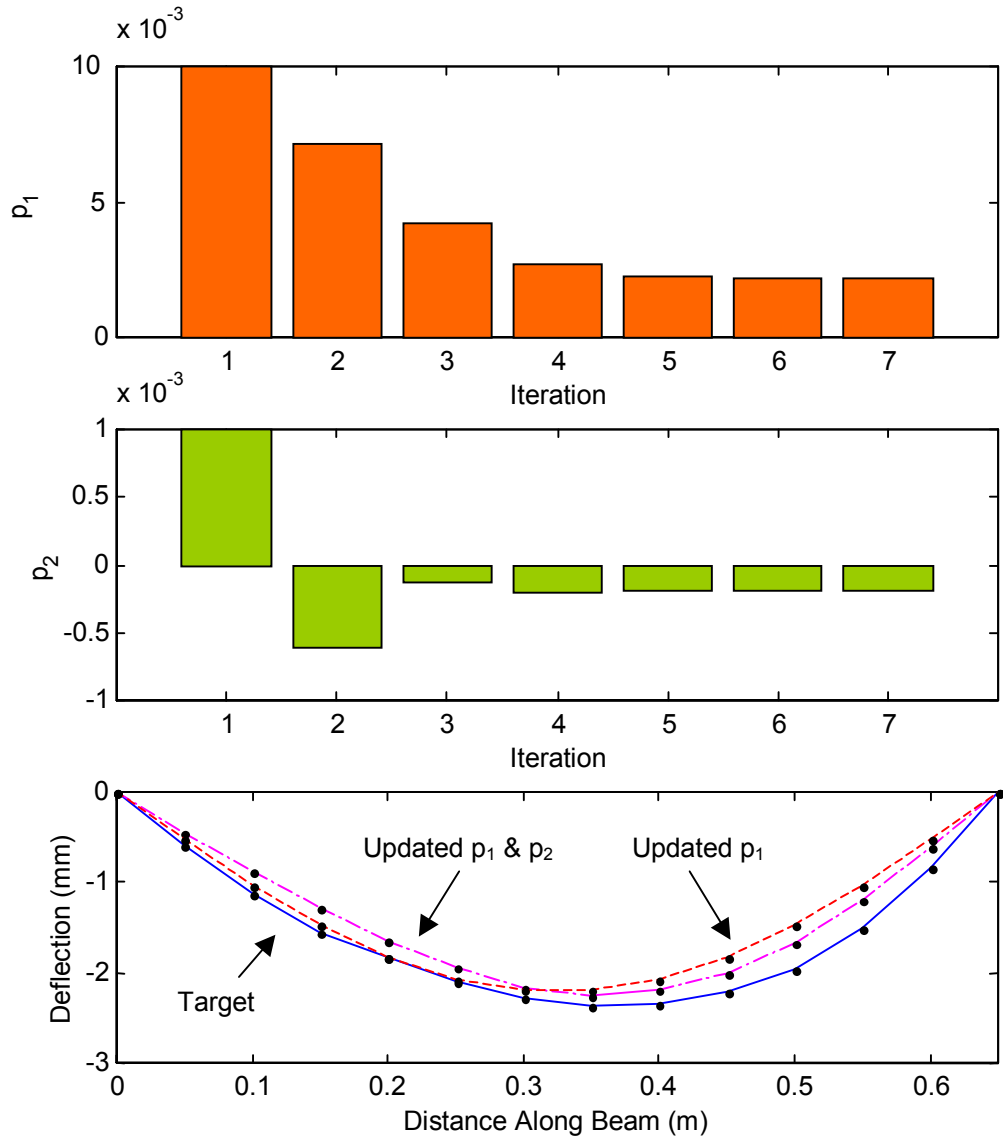 x 10⁻³
10
5
0
p₁
1 2 3 4 5 6 7
Iteration
x 10⁻³
1
0.5
0
-0.5
-1
p₂
1 2 3 4 5 6 7
Iteration
0
-1
-2
-3
Deflection (mm)
Updated p₁ & p₂
Updated p₁
Target
0 0.1 0.2 0.3 0.4 0.5 0.6
Distance Along Beam (m)